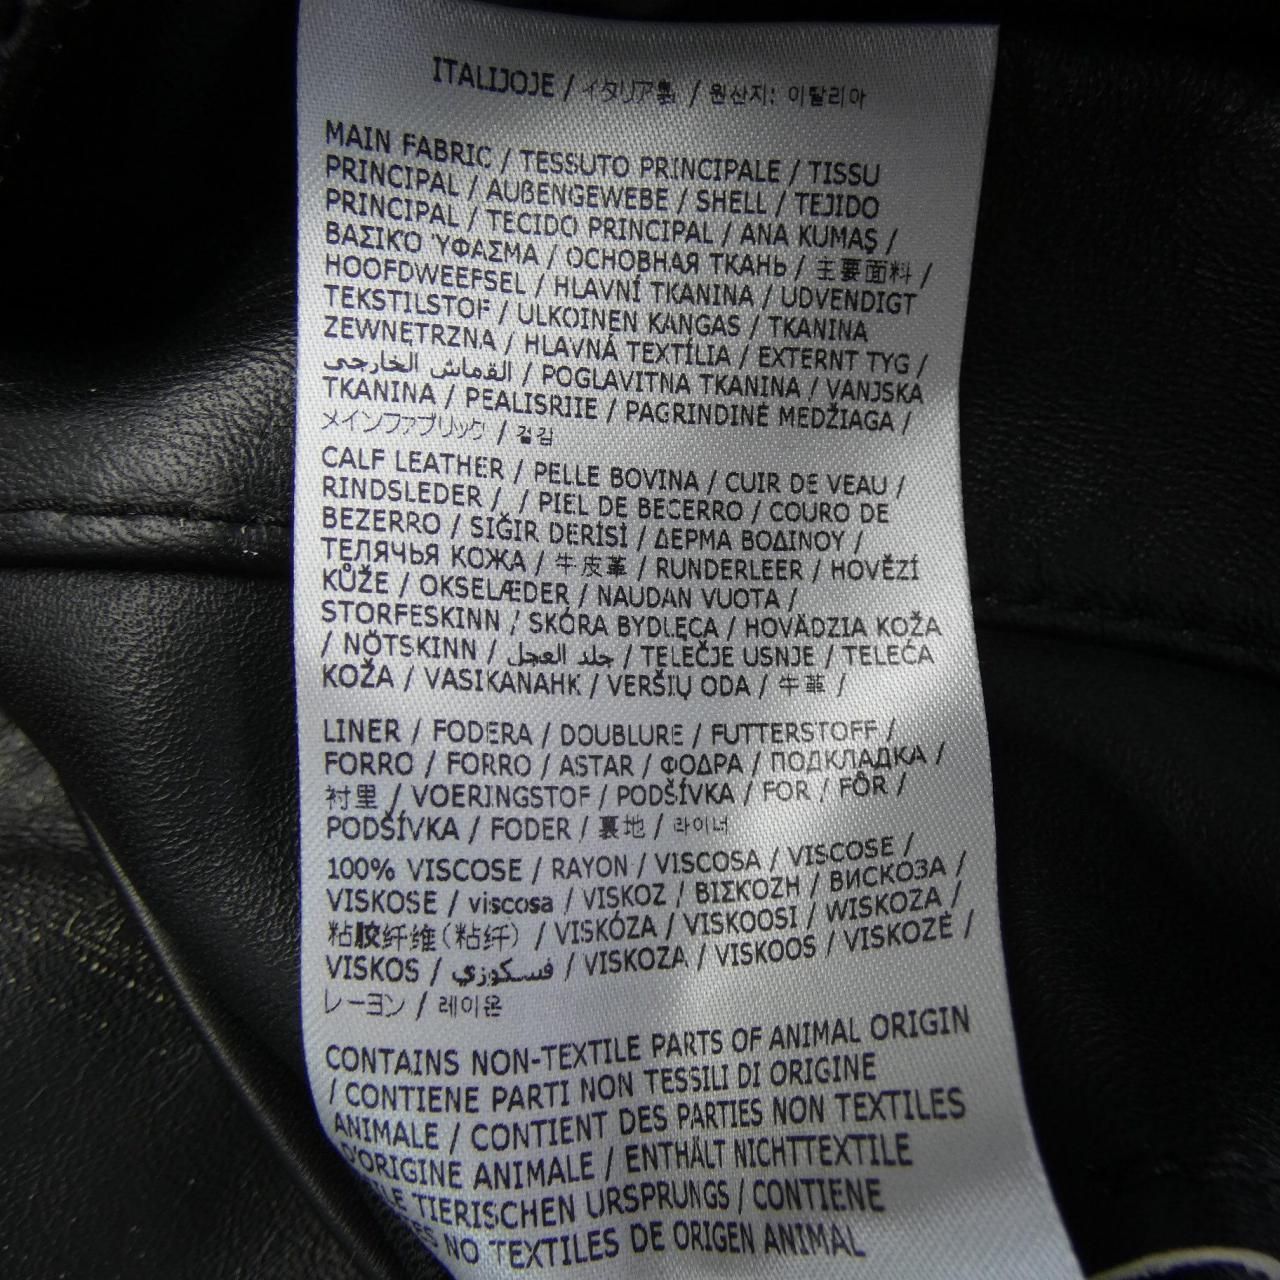 ITALIJOJE / イタリア製 / 원산지: 이탈리아
MAIN FABRIC / TESSUTO PRINCIPALE / TISSU
PRINCIPAL / AUßENGEWEBE / SHELL / TEJIDO
PRINCIPAL / TECIDO PRINCIPAL / ANA KUMAŞ /
ΒΑΣΙΚΌ ΎΦΑΣΜΑ / ОСНОВНАЯ ТКАНЬ / 主要面料 /
HOOFDWEEFSEL / HLAVNÍ TKANINA / UDVENDIGT
TEKSTILSTOF / ULKOINEN KANGAS / TKANINA
ZEWNĘTRZNA / HLAVNÁ TEXTÍLIA / EXTERNT TYG /
القماش الخارجى / POGLAVITNA TKANINA / VANJSKA
TKANINA / PEALISRIIE / PAGRINDINĖ MEDŽIAGA /
メインファブリック / 겉감
CALF LEATHER / PELLE BOVINA / CUIR DE VEAU /
RINDSLEDER / / PIEL DE BECERRO / COURO DE
BEZERRO / SIĞIR DERİSİ / ΔΕΡΜΑ ΒΟΔΙΝΟΥ /
ТЕЛЯЧЬЯ КОЖА / 牛皮革 / RUNDERLEER / HOVĚZÍ
KŮŽE / OKSELÆDER / NAUDAN VUOTA /
STORFESKINN / SKÓRA BYDLĘCA / HOVÄDZIA KOŽA
/ NÖTSKINN / جلد العجل / TELEČJE USNJE / TELEĆA
KOŽA / VASIKANAHK / VERŠIŲ ODA / 牛革 /
LINER / FODERA / DOUBLURE / FUTTERSTOFF /
FORRO / FORRO / ASTAR / ΦΟΔΡΑ / ПОДКЛАДКА /
衬里 / VOERINGSTOF / PODŠÍVKA / FOR / FÔR /
PODŠÍVKA / FODER / 裏地 / 라이너
100% VISCOSE / RAYON / VISCOSA / VISCOSE /
VISKOSE / viscosa / VISKOZ / ΒΙΣΚΟΖΗ / ВИСКОЗА /
粘胶纤维(粘纤) / VISKÓZA / VISKOOSI / WISKOZA /
VISKOS / فسكوزي / VISKOZA / VISKOOS / VISKOZĖ /
レーヨン / 레이온
CONTAINS NON-TEXTILE PARTS OF ANIMAL ORIGIN
/ CONTIENE PARTI NON TESSILI DI ORIGINE
ANIMALE / CONTIENT DES PARTIES NON TEXTILES
D'ORIGINE ANIMALE / ENTHÄLT NICHTTEXTILE
TIERISCHEN URSPRUNGS / CONTIENE
NO TEXTILES DE ORIGEN ANIMAL